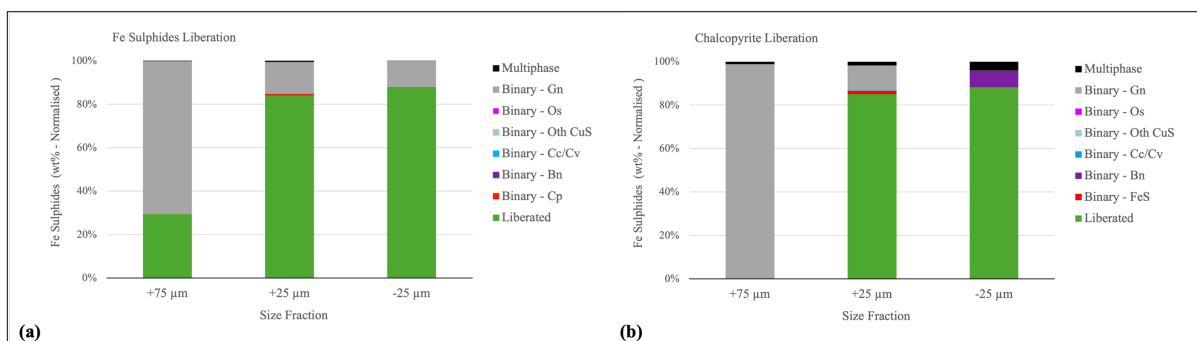 Fe Sulphides Liberation
Fe Sulphides (wt% - Normalised )
100%
80%
60%
40%
20%
0%
+75 µm
+25 µm
-25 µm
Size Fraction
Multiphase
Binary - Gn
Binary - Os
Binary - Oth CuS
Binary - Cc/Cv
Binary - Bn
Binary - Cp
Liberated
(a)
Chalcopyrite Liberation
Fe Sulphides (wt% - Normalised )
100%
80%
60%
40%
20%
0%
+75 µm
+25 µm
-25 µm
Size Fraction
Multiphase
Binary - Gn
Binary - Os
Binary - Oth CuS
Binary - Cc/Cv
Binary - Bn
Binary - FeS
Liberated
(b)